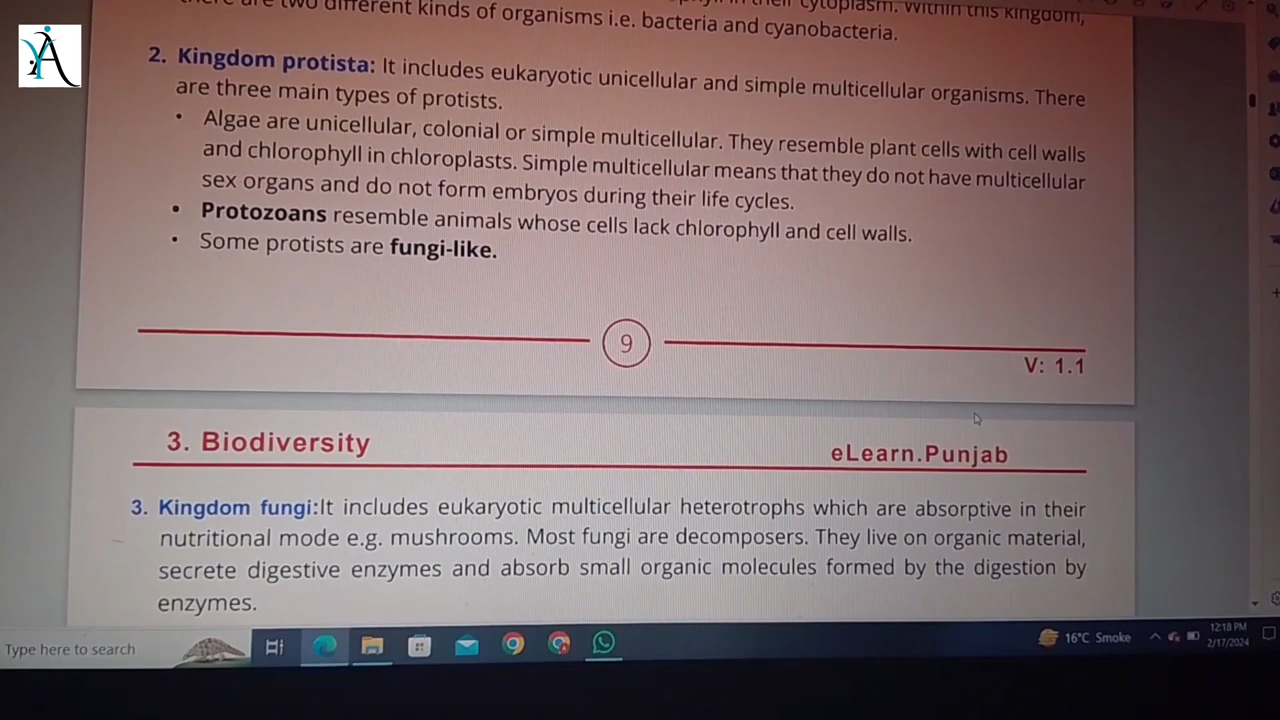 there are two different kinds of organisms i.e. bacteria and cyanobacteria.
cytoplasm. Within this kingdom,
2. Kingdom protista: It includes eukaryotic unicellular and simple multicellular organisms. There
are three main types of protists.
• Algae are unicellular, colonial or simple multicellular. They resemble plant cells with cell walls
and chlorophyll in chloroplasts. Simple multicellular means that they do not have multicellular
sex organs and do not form embryos during their life cycles.
• Protozoans resemble animals whose cells lack chlorophyll and cell walls.
• Some protists are fungi-like.
9
V: 1.1
3. Biodiversity
eLearn.Punjab
3. Kingdom fungi:It includes eukaryotic multicellular heterotrophs which are absorptive in their
nutritional mode e.g. mushrooms. Most fungi are decomposers. They live on organic material,
secrete digestive enzymes and absorb small organic molecules formed by the digestion by
enzymes.
Type here to search
16°C Smoke
12:18 PM
2/17/2024